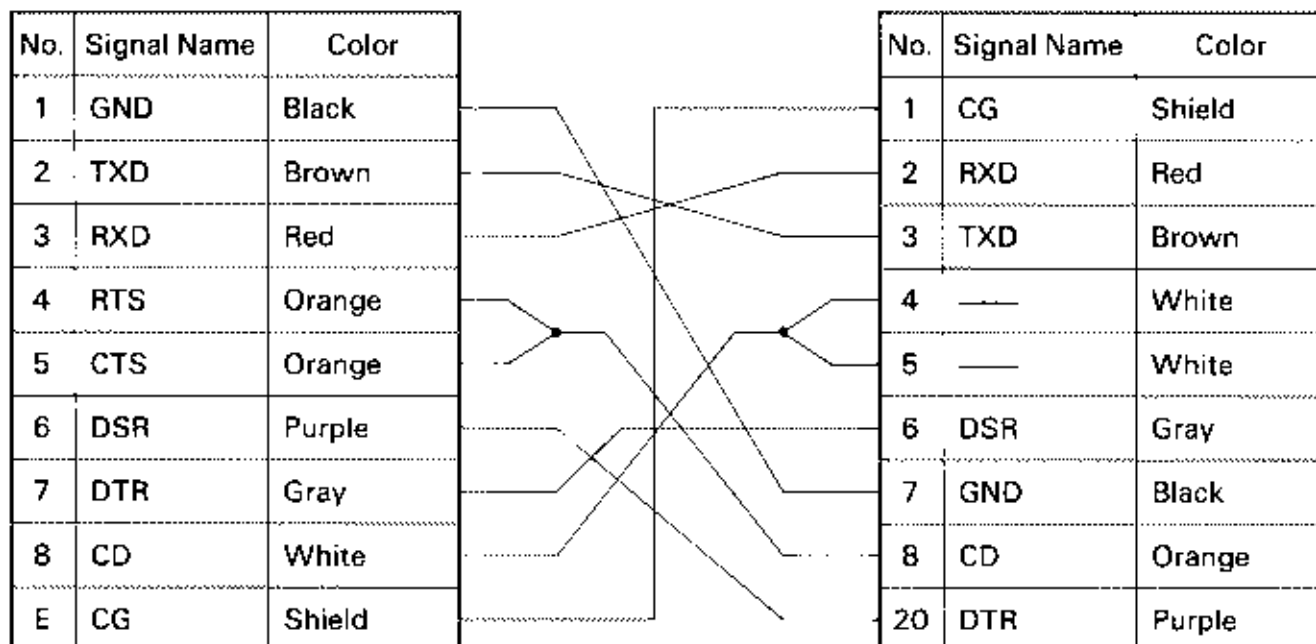 No. Signal Name Color No. Signal Name Color
1 GND Black 1 CG Shield
2 TXD Brown 2 RXD Red
3 RXD Red 3 TXD Brown
4 RTS Orange 4 — White
5 CTS Orange 5 — White
6 DSR Purple 6 DSR Gray
7 DTR Gray 7 GND Black
8 CD White 8 CD Orange
E CG Shield 20 DTR Purple